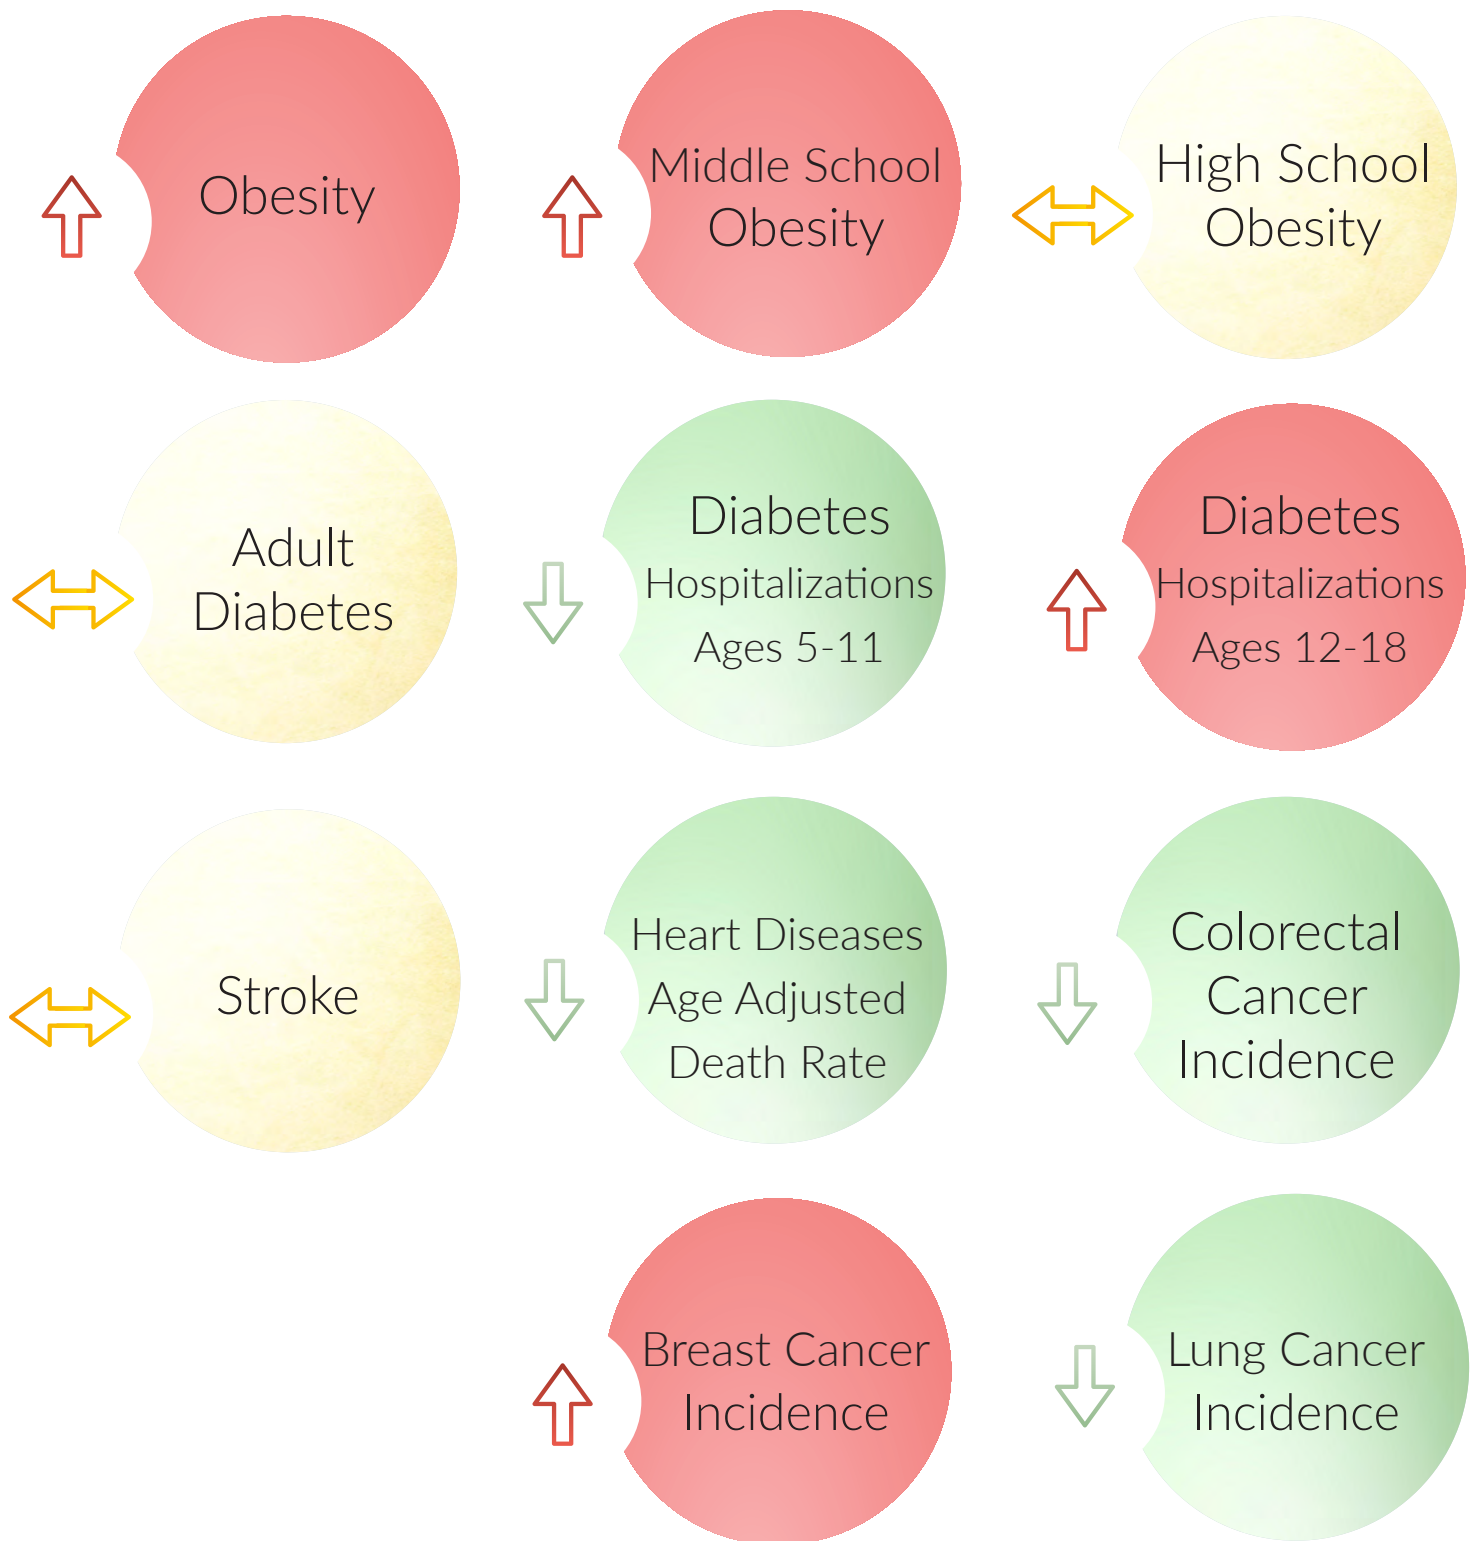 Obesity
Middle School
Obesity
High School
Obesity
Adult
Diabetes
Diabetes
Hospitalizations
Ages 5-11
Diabetes
Hospitalizations
Ages 12-18
Stroke
Heart Diseases
Age Adjusted
Death Rate
Colorectal
Cancer
Incidence
Breast Cancer
Incidence
Lung Cancer
Incidence